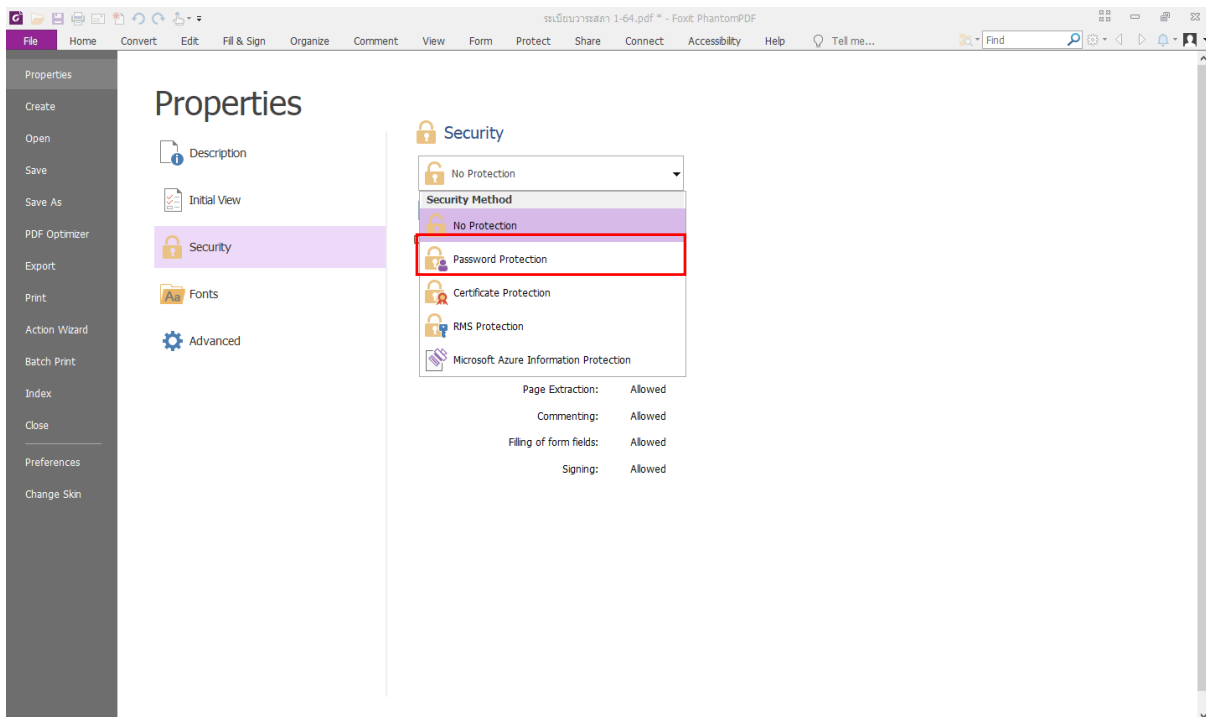 ระเบียบวารสสภา 1-64.pdf * - Foxit PhantomPDF
File Home Convert Edit Fill & Sign Organize Comment View Form Protect Share Connect Accessibility Help Tell me... Find
Properties
Create
Open
Save
Save As
PDF Optimizer
Export
Print
Action Wizard
Batch Print
Index
Close
Preferences
Change Skin
Properties
Description
Initial View
Security
Fonts
Advanced
Security
No Protection
Security Method
No Protection
Password Protection
Certificate Protection
RMS Protection
Microsoft Azure Information Protection
Page Extraction: Allowed
Commenting: Allowed
Filling of form fields: Allowed
Signing: Allowed